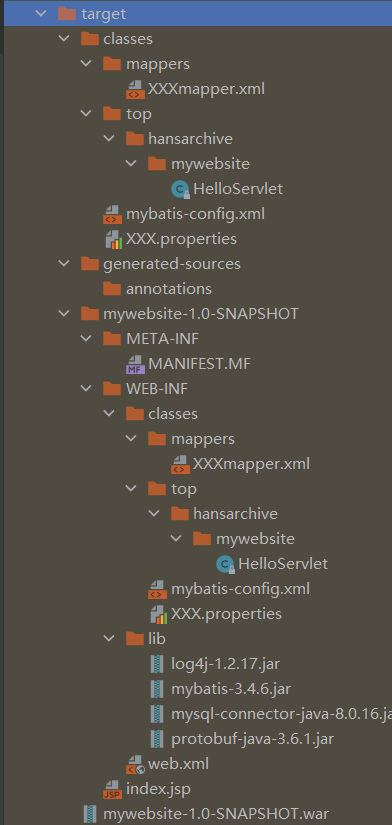 target
classes
mappers
XXXmapper.xml
top
hansarchive
mywebsite
HelloServlet
mybatis-config.xml
XXX.properties
generated-sources
annotations
mywebsite-1.0-SNAPSHOT
META-INF
MANIFEST.MF
WEB-INF
classes
mappers
XXXmapper.xml
top
hansarchive
mywebsite
HelloServlet
mybatis-config.xml
XXX.properties
lib
log4j-1.2.17.jar
mybatis-3.4.6.jar
mysql-connector-java-8.0.16.ja
protobuf-java-3.6.1.jar
web.xml
index.jsp
mywebsite-1.0-SNAPSHOT.war